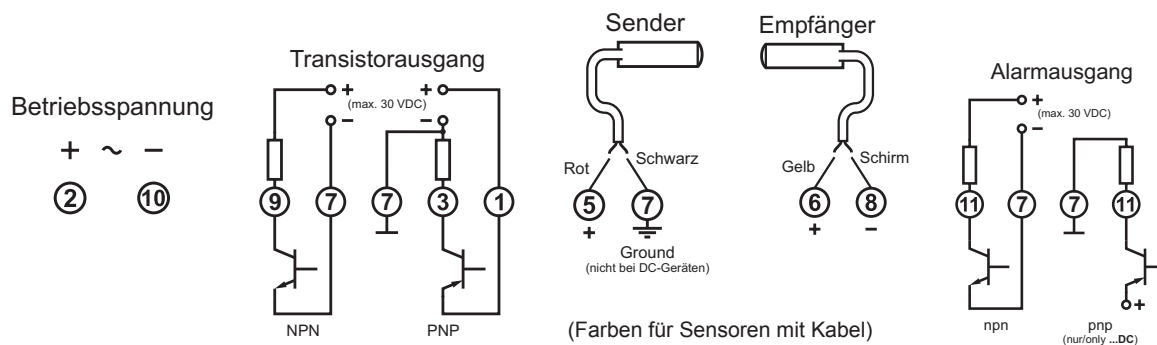 Betriebsspannung
+ ~ −
2 10
Transistorausgang
+ (max. 30 VDC) +
− −
9 7 7 3 1
NPN PNP
Sender
Rot Schwarz
5 7
+
Ground
(nicht bei DC-Geräten)
Empfänger
Gelb Schirm
6 8
+ −
(Farben für Sensoren mit Kabel)
Alarmausgang
+
(max. 30 VDC)
−
11 7 7 11
+
npn pnp
(nur/only ...DC)